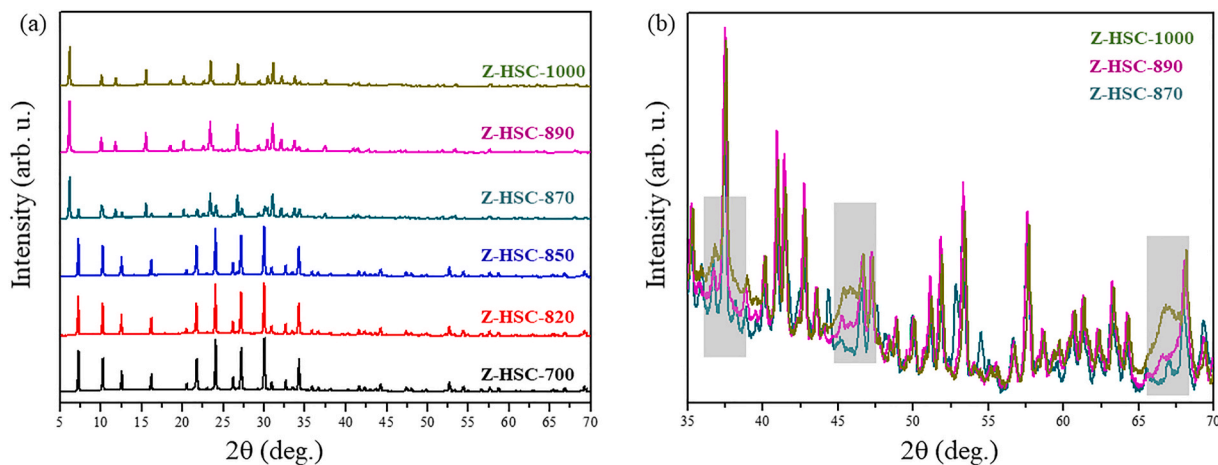 (a)
Z-HSC-1000
Z-HSC-890
Z-HSC-870
Z-HSC-850
Z-HSC-820
Z-HSC-700
Intensity (arb. u.)
5 10 15 20 25 30 35 40 45 50 55 60 65 70
2θ (deg.)
(b)
Z-HSC-1000
Z-HSC-890
Z-HSC-870
Intensity (arb. u.)
35 40 45 50 55 60 65 70
2θ (deg.)